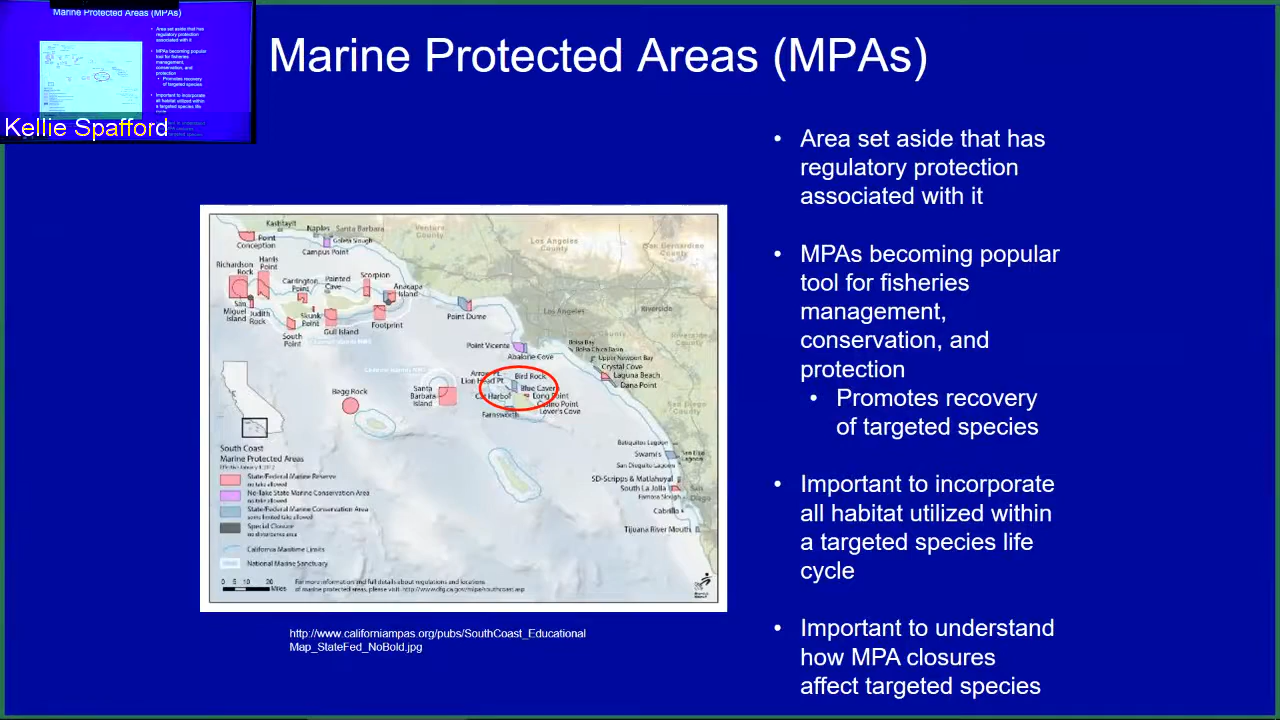 Marine Protected Areas (MPAs)
Area set aside that has
regulatory protection
associated with it
MPAs becoming popular
tool for fisheries
management,
conservation, and
protection
Promotes recovery
of targeted species
Important to incorporate
all habitat utilized within
a targeted species life
cycle
Kellie Spafford
Marine Protected Areas (MPAs)
• Area set aside that has
regulatory protection
associated with it
• MPAs becoming popular
tool for fisheries
management,
conservation, and
protection
• Promotes recovery
of targeted species
• Important to incorporate
all habitat utilized within
a targeted species life
cycle
• Important to understand
how MPA closures
affect targeted species
Kashtayit
Naples
Santa Barbara
Ventura
County
Point
Conception
Goleta Slough
Campus Point
Los Angeles
County
San Bernardino
County
Richardson
Rock
Harris
Point
Carrington
Point
Painted
Cave
Scorpion
Anacapa
Island
San
Miguel
Island
Judith
Rock
Skunk
Point
Gull Island
Footprint
South
Point
Point Dume
Los Angeles
Riverside
Riverside
County
Point Vicente
Abalone Cove
Bolsa Bay
Bolsa Chica Basin
Upper Newport Bay
Crystal Cove
Laguna Beach
Dana Point
Arrow Pt.
Lion Head Pt.
Bird Rock
Blue Cavern
Cat Harbor
Long Point
Casino Point
Lover's Cove
Farnsworth
Begg Rock
Santa
Barbara
Island
San Diego
County
Batiquitos Lagoon
Swami's
San Elijo
Lagoon
San Dieguito Lagoon
SD-Scripps & Matlahuayl
South La Jolla
Famosa Slough
San
Diego
Cabrillo
Tijuana River Mouth
South Coast
Marine Protected Areas
Effective January 1, 2012
State/Federal Marine Reserve
no take allowed
No-Take State Marine Conservation Area
no take allowed
State/Federal Marine Conservation Area
some limited take allowed
Special Closure
no disturbance area
California Maritime Limits
National Marine Sanctuary
0 5 10 20
Miles
For more information and full details about regulations and locations
of marine protected areas, please visit: http://www.dfg.ca.gov/mlpa/southcoast.asp
http://www.californiampas.org/pubs/SouthCoast_Educational
Map_StateFed_NoBold.jpg